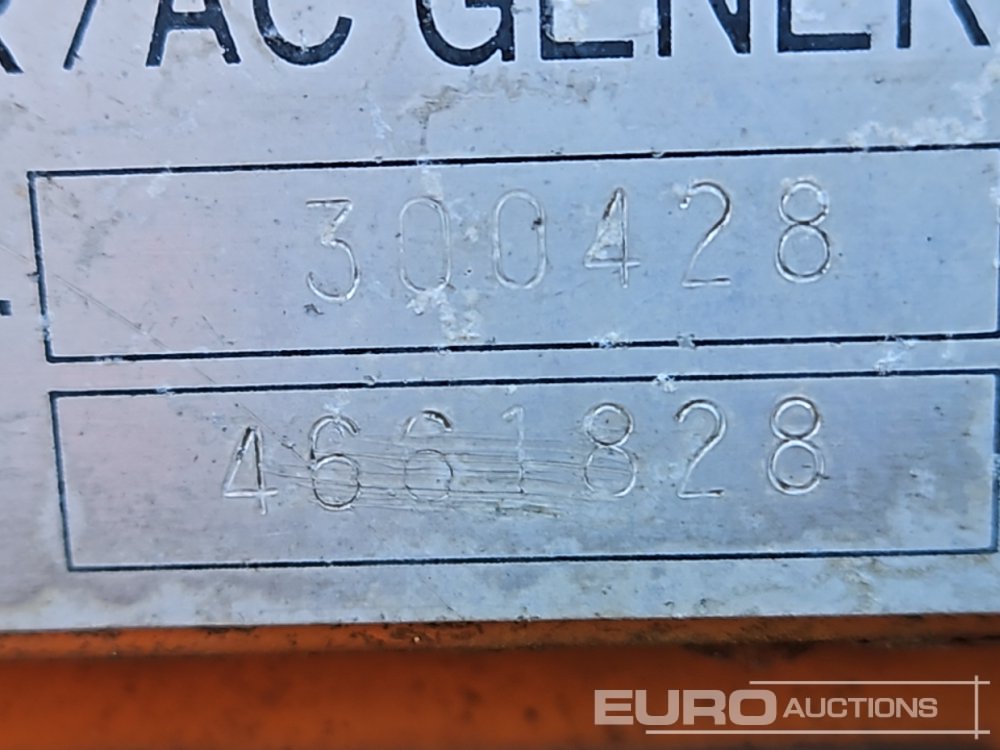 /AC GENER
300428
4661828
EURO AUCTIONS